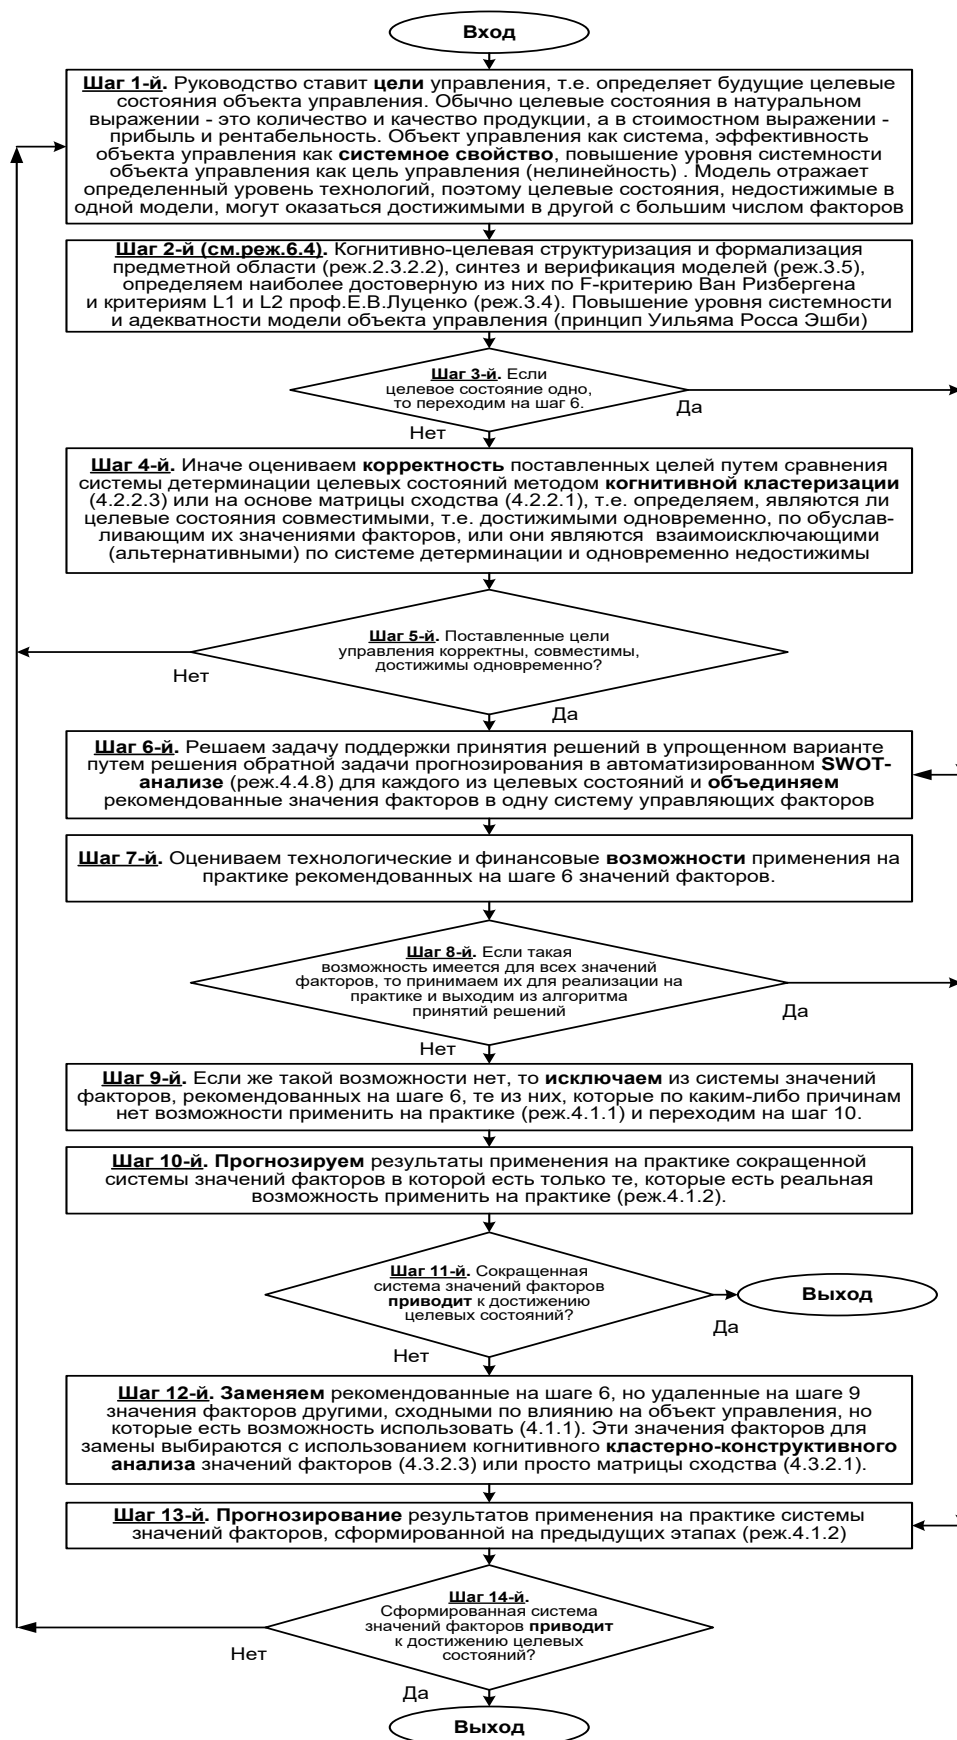 Вход
Шаг 1-й. Руководство ставит цели управления, т.е. определяет будущие целевые
состояния объекта управления. Обычно целевые состояния в натуральном
выражении - это количество и качество продукции, а в стоимостном выражении -
прибыль и рентабельность. Объект управления как система, эффективность
объекта управления как системное свойство, повышение уровня системности
объекта управления как цель управления (нелинейность) . Модель отражает
определенный уровень технологий, поэтому целевые состояния, недостижимые в
одной модели, могут оказаться достижимыми в другой с большим числом факторов
Шаг 2-й (см.реж.6.4). Когнитивно-целевая структуризация и формализация
предметной области (реж.2.3.2.2), синтез и верификация моделей (реж.3.5),
определяем наиболее достоверную из них по F-критерию Ван Ризбергена
и критериям L1 и L2 проф.Е.В.Луценко (реж.3.4). Повышение уровня системности
и адекватности модели объекта управления (принцип Уильяма Росса Эшби)
Шаг 3-й. Если
целевое состояние одно,
то переходим на шаг 6.
Да
Нет
Шаг 4-й. Иначе оцениваем корректность поставленных целей путем сравнения
системы детерминации целевых состояний методом когнитивной кластеризации
(4.2.2.3) или на основе матрицы сходства (4.2.2.1), т.е. определяем, являются ли
целевые состояния совместимыми, т.е. достижимыми одновременно, по обуслав-
ливающим их значениями факторов, или они являются взаимоисключающими
(альтернативными) по системе детерминации и одновременно недостижимы
Шаг 5-й. Поставленные цели
управления корректны, совместимы,
достижимы одновременно?
Нет
Да
Шаг 6-й. Решаем задачу поддержки принятия решений в упрощенном варианте
путем решения обратной задачи прогнозирования в автоматизированном SWOT-
анализе (реж.4.4.8) для каждого из целевых состояний и объединяем
рекомендованные значения факторов в одну систему управляющих факторов
Шаг 7-й. Оцениваем технологические и финансовые возможности применения на
практике рекомендованных на шаге 6 значений факторов.
Шаг 8-й. Если такая
возможность имеется для всех значений
факторов, то принимаем их для реализации на
практике и выходим из алгоритма
принятий решений
Да
Нет
Шаг 9-й. Если же такой возможности нет, то исключаем из системы значений
факторов, рекомендованных на шаге 6, те из них, которые по каким-либо причинам
нет возможности применить на практике (реж.4.1.1) и переходим на шаг 10.
Шаг 10-й. Прогнозируем результаты применения на практике сокращенной
системы значений факторов в которой есть только те, которые есть реальная
возможность применить на практике (реж.4.1.2).
Шаг 11-й. Сокращенная
система значений факторов
приводит к достижению
целевых состояний?
Выход
Да
Нет
Шаг 12-й. Заменяем рекомендованные на шаге 6, но удаленные на шаге 9
значения факторов другими, сходными по влиянию на объект управления, но
которые есть возможность использовать (4.1.1). Эти значения факторов для
замены выбираются с использованием когнитивного кластерно-конструктивного
анализа значений факторов (4.3.2.3) или просто матрицы сходства (4.3.2.1).
Шаг 13-й. Прогнозирование результатов применения на практике системы
значений факторов, сформированной на предыдущих этапах (реж.4.1.2)
Шаг 14-й.
Сформированная система
значений факторов приводит
к достижению целевых
состояний?
Нет
Да
Выход